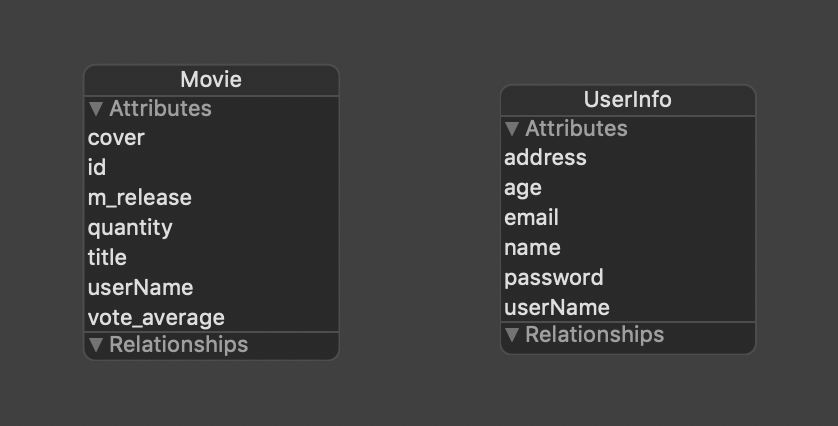 Movie
Attributes
cover
id
m_release
quantity
title
userName
vote_average
Relationships
UserInfo
Attributes
address
age
email
name
password
userName
Relationships